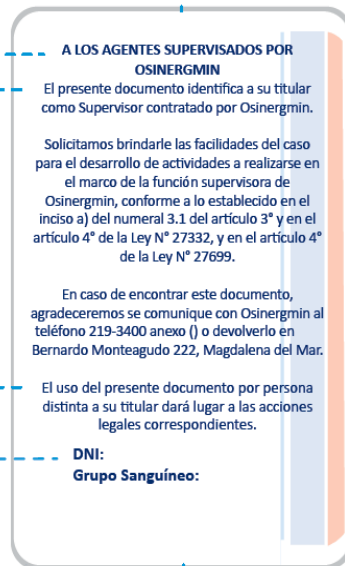 A LOS AGENTES SUPERVISADOS POR
OSINERGMIN
El presente documento identifica a su titular
como Supervisor contratado por Osinergmin.
Solicitamos brindarle las facilidades del caso
para el desarrollo de actividades a realizarse en
el marco de la función supervisora de
Osinergmin, conforme a lo establecido en el
inciso a) del numeral 3.1 del artículo 3° y en el
artículo 4° de la Ley N° 27332, y en el artículo 4°
de la Ley N° 27699.
En caso de encontrar este documento,
agradeceremos se comunique con Osinergmin al
teléfono 219-3400 anexo () o devolverlo en
Bernardo Monteagudo 222, Magdalena del Mar.
El uso del presente documento por persona
distinta a su titular dará lugar a las acciones
legales correspondientes.
DNI:
Grupo Sanguíneo: